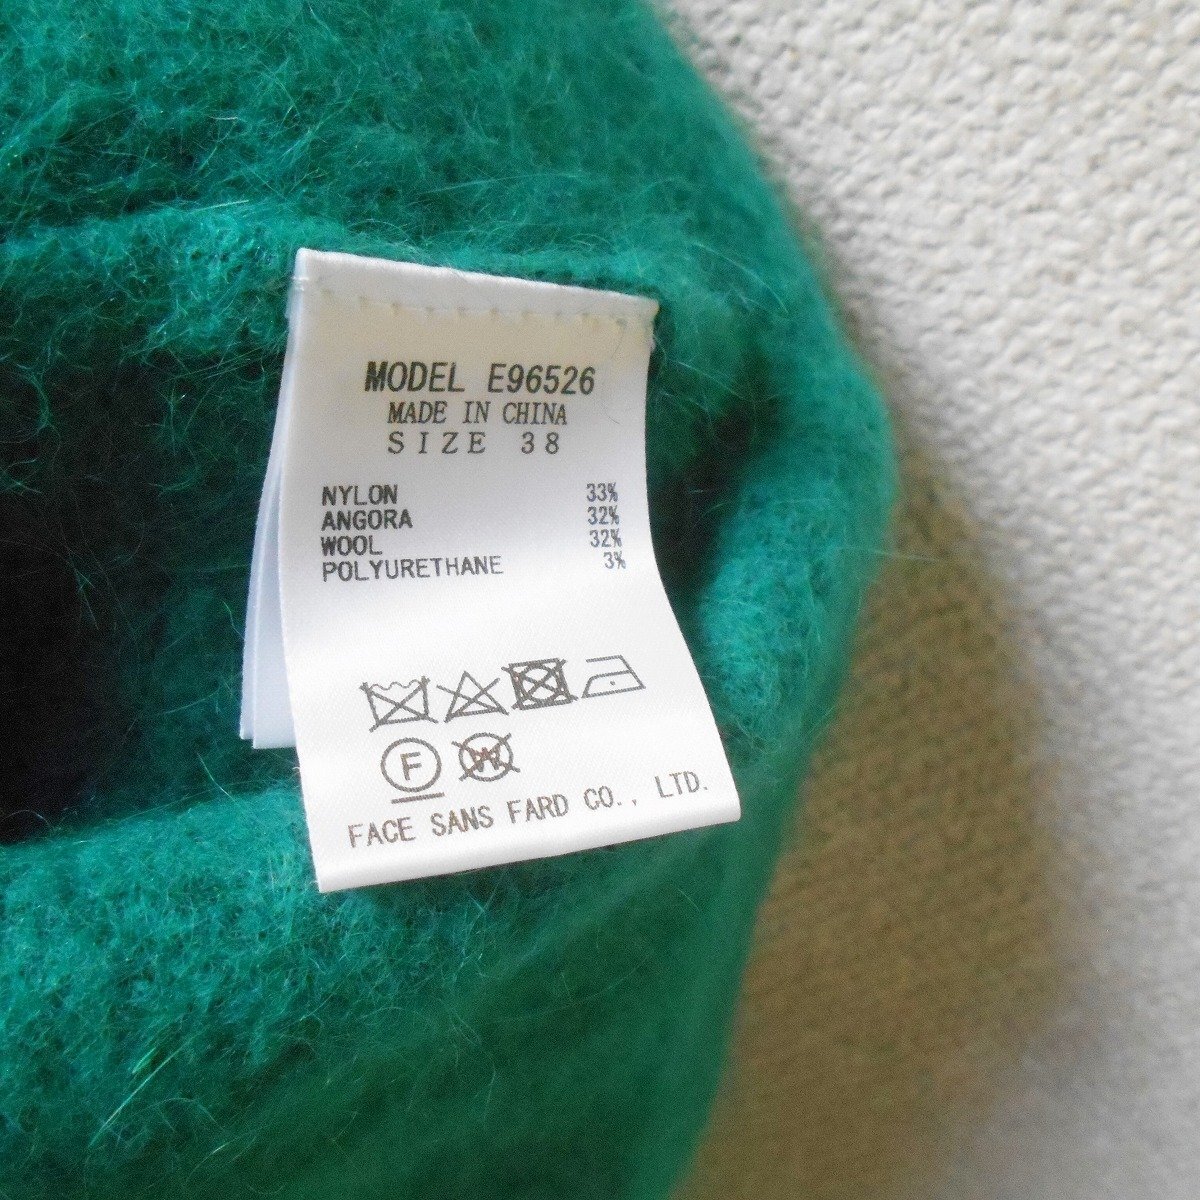 MODEL E96526
MADE IN CHINA
SIZE 38
NYLON 33%
ANGORA 32%
WOOL 32%
POLYURETHANE 3%
F W
FACE SANS FARD CO., LTD.